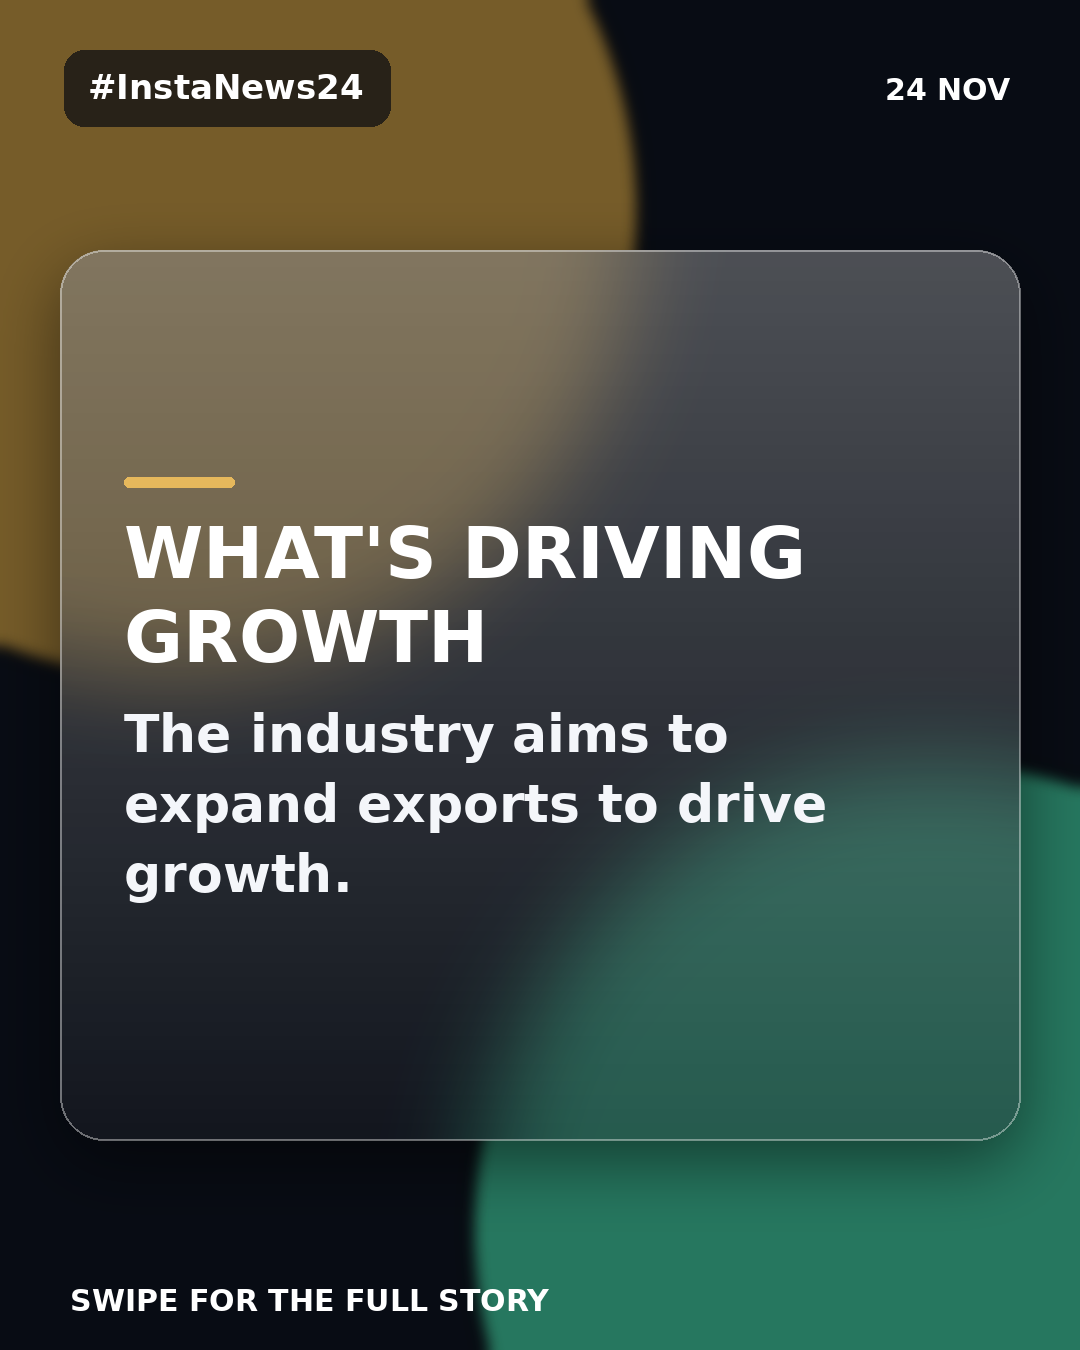 #InstaNews24
24 NOV
WHAT'S DRIVING
GROWTH
The industry aims to
expand exports to drive
growth.
SWIPE FOR THE FULL STORY